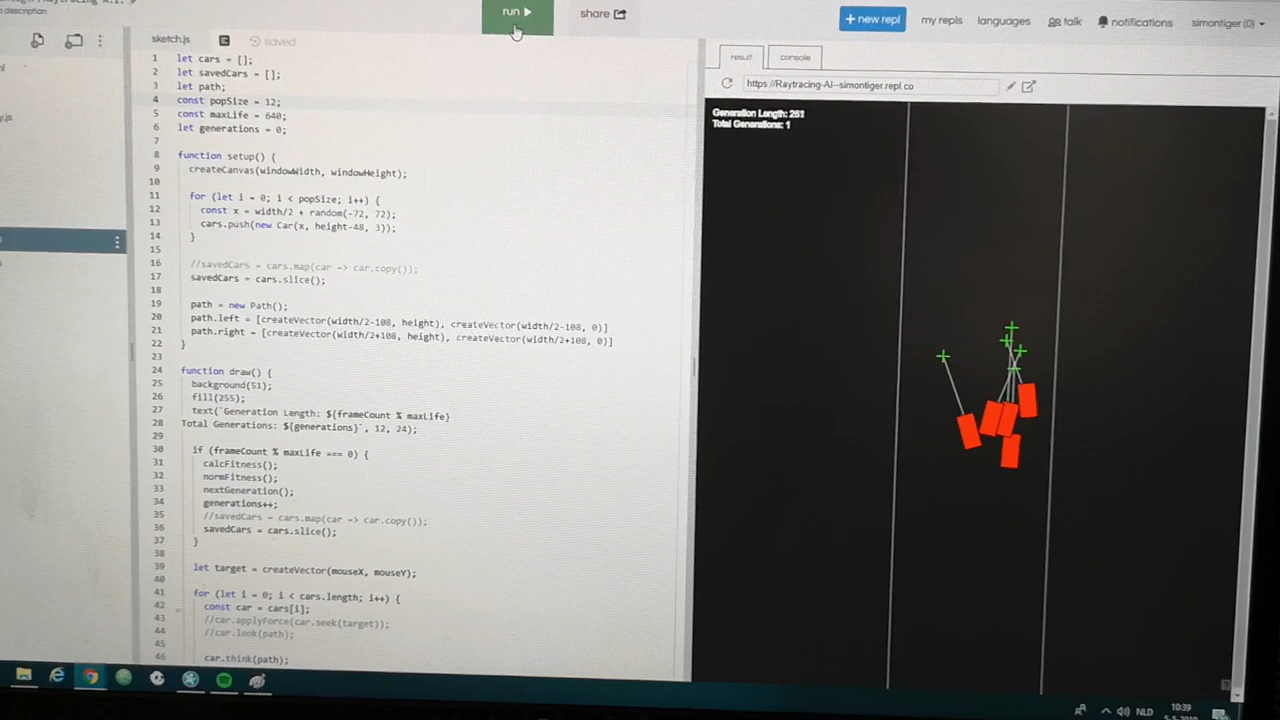 description
run
share
+ new repl
my repls
languages
talk
notifications
simontiger (0)
sketch.js
saved
result
console
https://Raytracing-AI--simontiger.repl.co
Generation Length: 261
Total Generations: 1
1 let cars = [];
2 let savedCars = [];
3 let path;
4 const popSize = 12;
5 const maxLife = 640;
6 let generations = 0;
7
8 function setup() {
9 createCanvas(windowWidth, windowHeight);
10
11 for (let i = 0; i < popSize; i++) {
12 const x = width/2 + random(-72, 72);
13 cars.push(new Car(x, height-48, 3));
14 }
15
16 //savedCars = cars.map(car => car.copy());
17 savedCars = cars.slice();
18
19 path = new Path();
20 path.left = [createVector(width/2-108, height), createVector(width/2-108, 0)]
21 path.right = [createVector(width/2+108, height), createVector(width/2+108, 0)]
22 }
23
24 function draw() {
25 background(51);
26 fill(255);
27 text(`Generation Length: ${frameCount % maxLife}
28 Total Generations: ${generations}`, 12, 24);
29
30 if (frameCount % maxLife === 0) {
31 calcFitness();
32 normFitness();
33 nextGeneration();
34 generations++;
35 //savedCars = cars.map(car => car.copy());
36 savedCars = cars.slice();
37 }
38
39 let target = createVector(mouseX, mouseY);
40
41 for (let i = 0; i < cars.length; i++) {
42 const car = cars[i];
43 //car.applyForce(car.seek(target));
44 //car.look(path);
45
46 car.think(path);
NLD
10:39